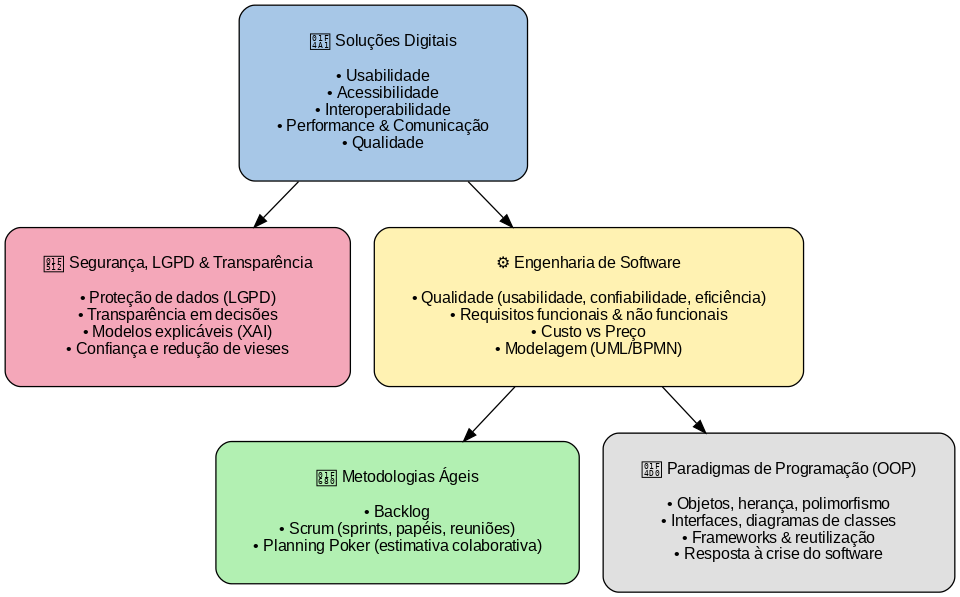 Soluções Digitais
• Usabilidade
• Acessibilidade
• Interoperabilidade
• Performance & Comunicação
• Qualidade
Segurança, LGPD & Transparência
• Proteção de dados (LGPD)
• Transparência em decisões
• Modelos explicáveis (XAI)
• Confiança e redução de vieses
⚙ Engenharia de Software
• Qualidade (usabilidade, confiabilidade, eficiência)
• Requisitos funcionais & não funcionais
• Custo vs Preço
• Modelagem (UML/BPMN)
Metodologias Ágeis
• Backlog
• Scrum (sprints, papéis, reuniões)
• Planning Poker (estimativa colaborativa)
Paradigmas de Programação (OOP)
• Objetos, herança, polimorfismo
• Interfaces, diagramas de classes
• Frameworks & reutilização
• Resposta à crise do software